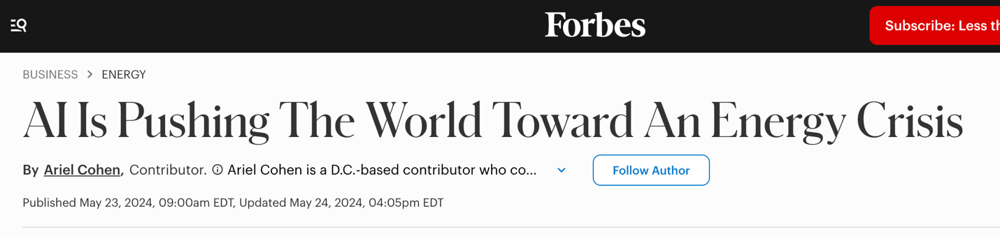 Forbes
Subscribe: Less
BUSINESS > ENERGY
AI Is Pushing The World Toward An Energy Crisis
By Ariel Cohen, Contributor. ⓘ Ariel Cohen is a D.C.-based contributor who co...
Follow Author
Published May 23, 2024, 09:00am EDT, Updated May 24, 2024, 04:05pm EDT